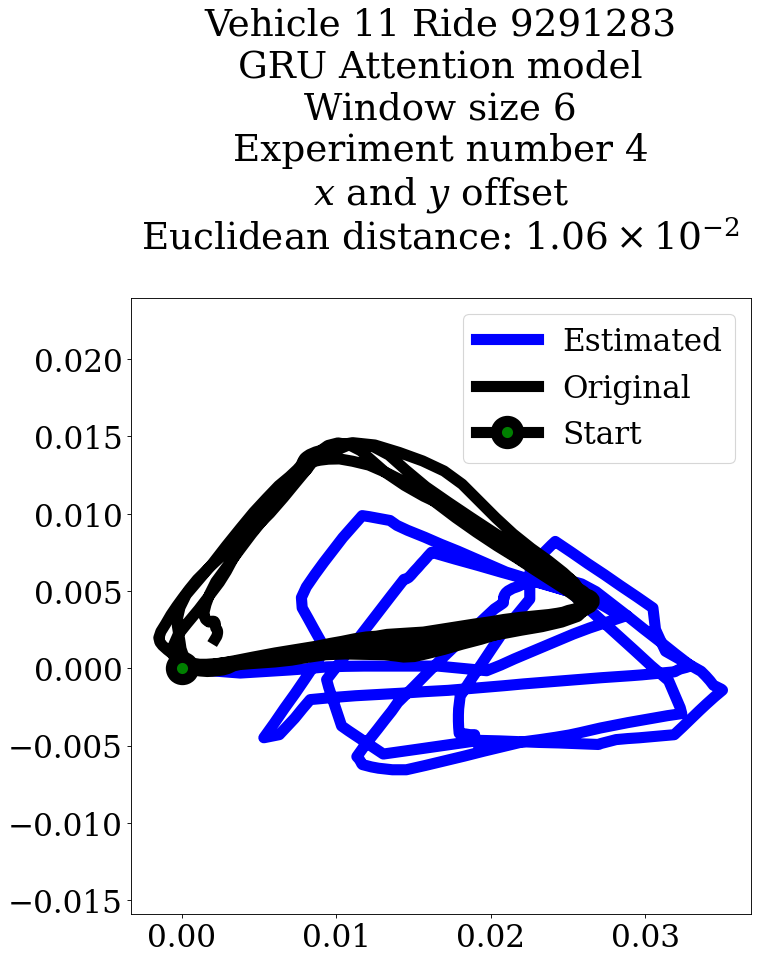 Vehicle 11 Ride 9291283
GRU Attention model
Window size 6
Experiment number 4
x and y offset
Euclidean distance: 1.06 × 10⁻²
Estimated
Original
Start
0.020
0.015
0.010
0.005
0.000
−0.005
−0.010
−0.015
0.00 0.01 0.02 0.03